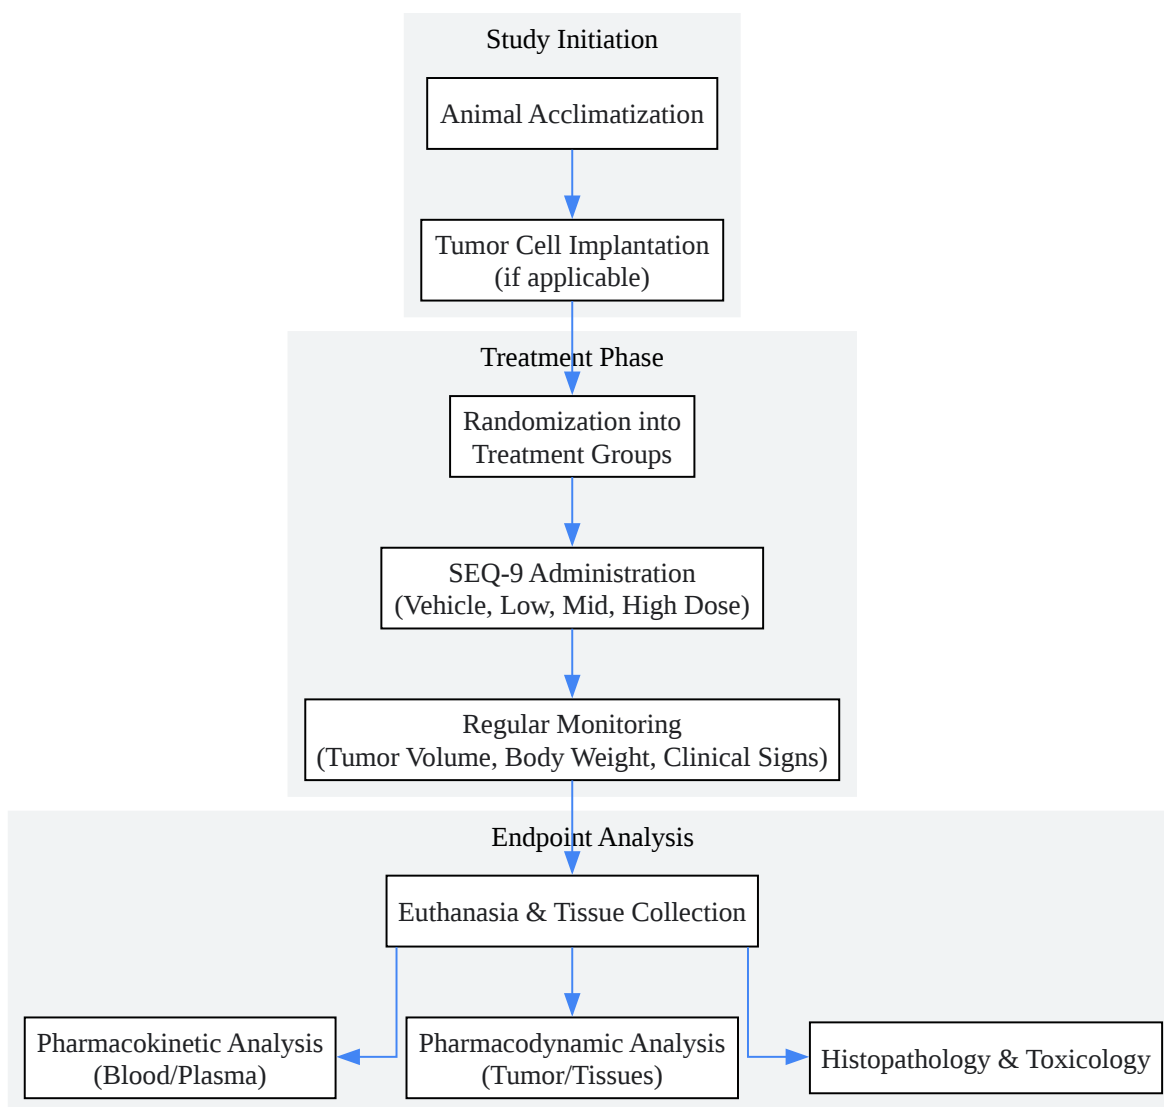 Study Initiation
Animal Acclimatization
Tumor Cell Implantation
(if applicable)
Treatment Phase
Randomization into
Treatment Groups
SEQ-9 Administration
(Vehicle, Low, Mid, High Dose)
Regular Monitoring
(Tumor Volume, Body Weight, Clinical Signs)
Endpoint Analysis
Euthanasia & Tissue Collection
Pharmacokinetic Analysis
(Blood/Plasma)
Pharmacodynamic Analysis
(Tumor/Tissues)
Histopathology & Toxicology